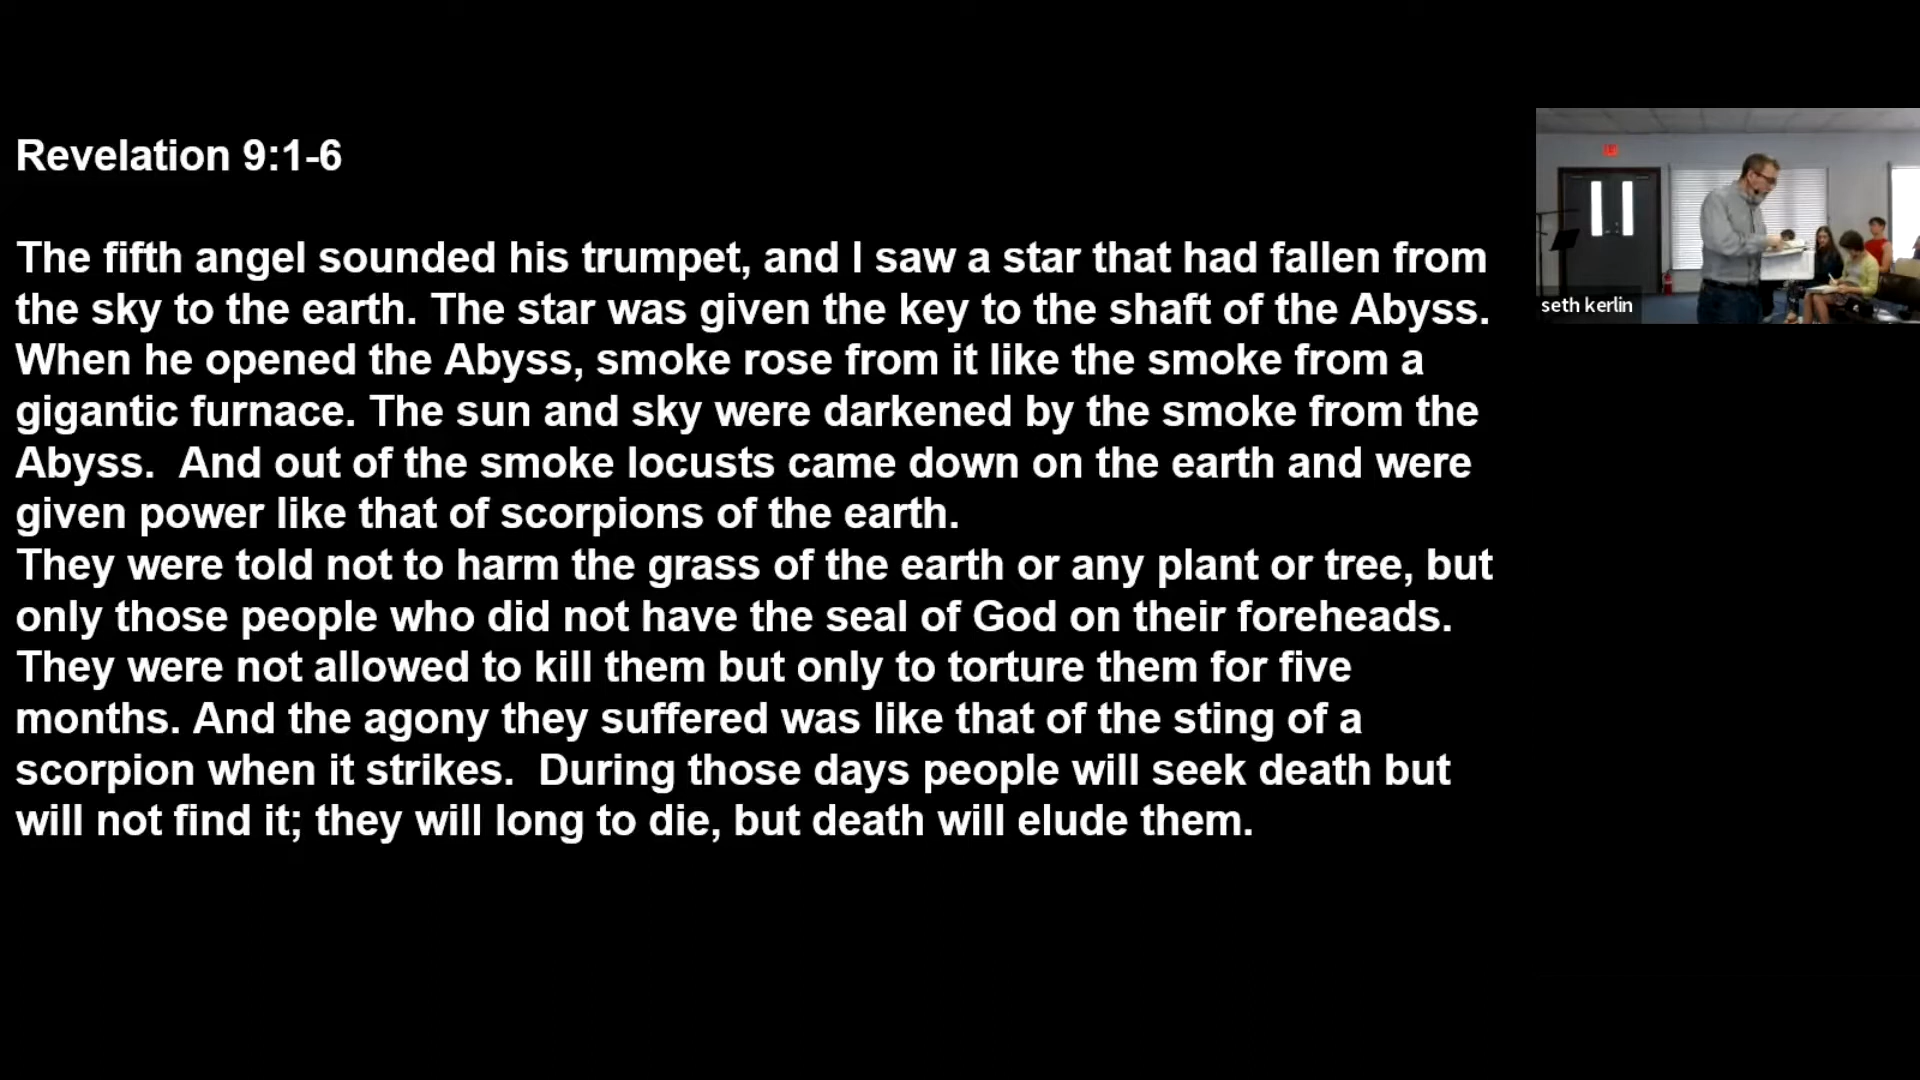 Revelation 9:1-6
The fifth angel sounded his trumpet, and I saw a star that had fallen from
the sky to the earth. The star was given the key to the shaft of the Abyss.
When he opened the Abyss, smoke rose from it like the smoke from a
gigantic furnace. The sun and sky were darkened by the smoke from the
Abyss.  And out of the smoke locusts came down on the earth and were
given power like that of scorpions of the earth.
They were told not to harm the grass of the earth or any plant or tree, but
only those people who did not have the seal of God on their foreheads.
They were not allowed to kill them but only to torture them for five
months. And the agony they suffered was like that of the sting of a
scorpion when it strikes.  During those days people will seek death but
will not find it; they will long to die, but death will elude them.
seth kerlin